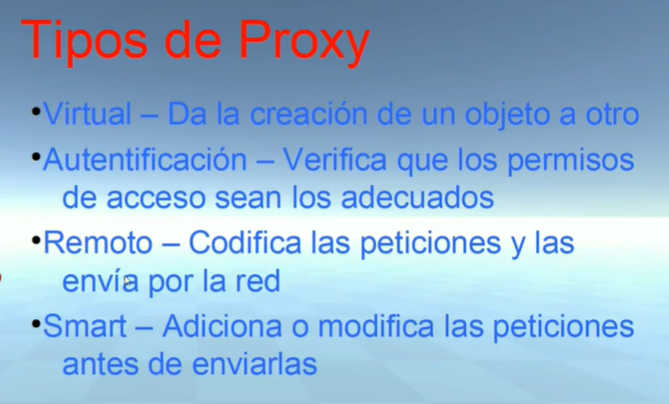 Tipos de Proxy
•Virtual – Da la creación de un objeto a otro
•Autentificación – Verifica que los permisos
de acceso sean los adecuados
•Remoto – Codifica las peticiones y las
envía por la red
•Smart – Adiciona o modifica las peticiones
antes de enviarlas